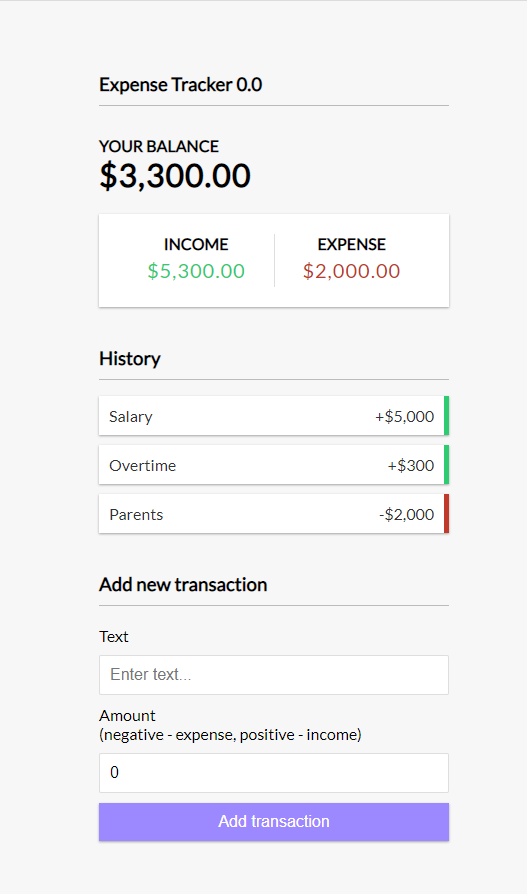 Expense Tracker 0.0
YOUR BALANCE
$3,300.00
INCOME EXPENSE
$5,300.00 $2,000.00
History
Salary +$5,000
Overtime +$300
Parents -$2,000
Add new transaction
Text
Enter text...
Amount
(negative - expense, positive - income)
0
Add transaction